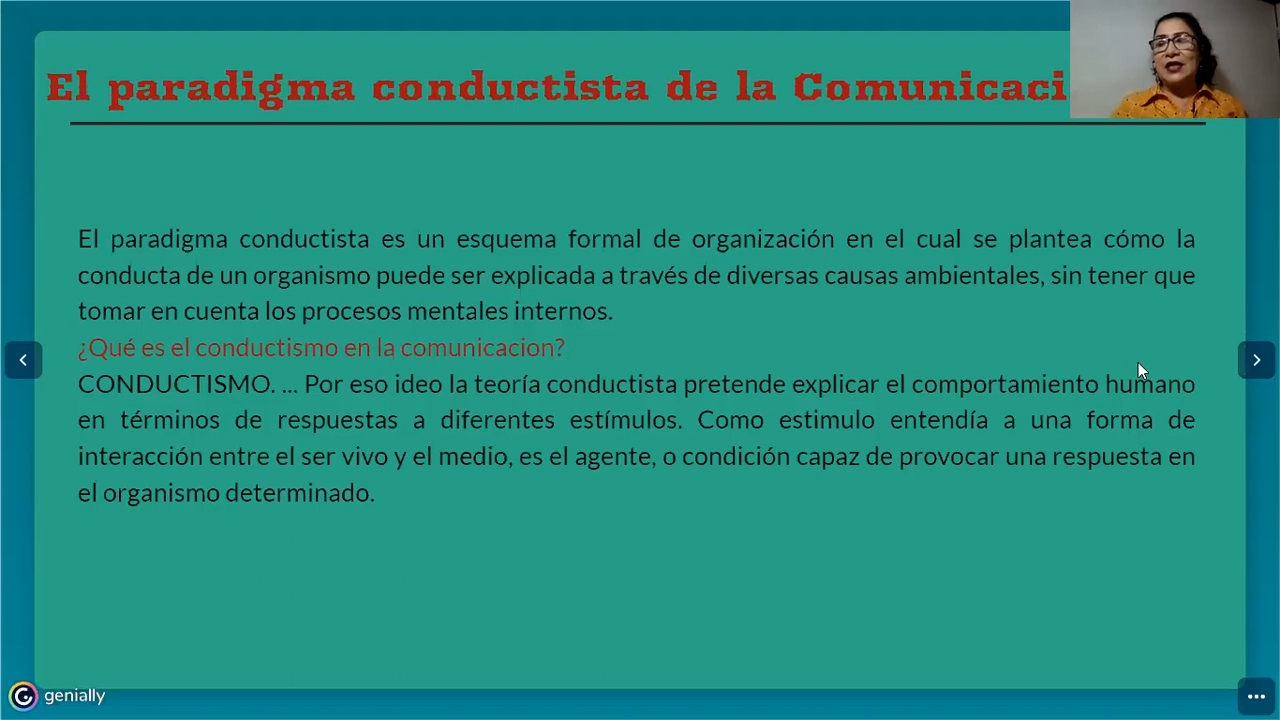 El paradigma conductista de la Comunicaci
El paradigma conductista es un esquema formal de organización en el cual se plantea cómo la
conducta de un organismo puede ser explicada a través de diversas causas ambientales, sin tener que
tomar en cuenta los procesos mentales internos.
¿Qué es el conductismo en la comunicacion?
CONDUCTISMO. ... Por eso ideo la teoría conductista pretende explicar el comportamiento humano
en términos de respuestas a diferentes estímulos. Como estimulo entendía a una forma de
interacción entre el ser vivo y el medio, es el agente, o condición capaz de provocar una respuesta en
el organismo determinado.
genially